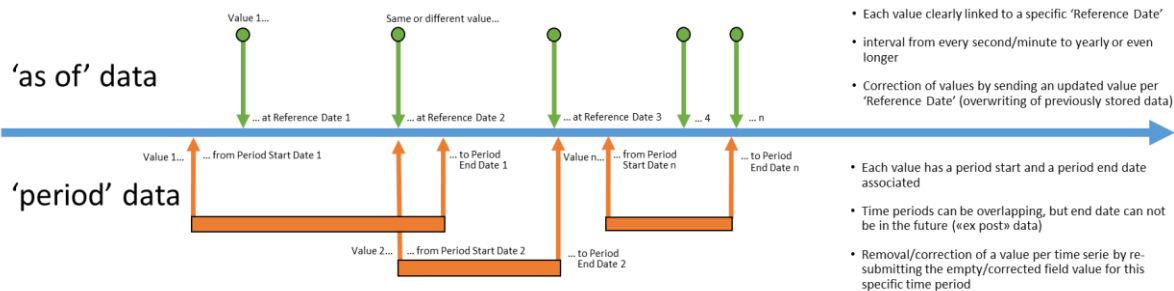 Value 1...
Same or different value...
'as of' data
... at Reference Date 1
... at Reference Date 2
... at Reference Date 3
... 4
... n
• Each value clearly linked to a specific 'Reference Date'
• interval from every second/minute to yearly or even
longer
• Correction of values by sending an updated value per
'Reference Date' (overwriting of previously stored data)
'period' data
Value 1...
... from Period Start Date 1
... to Period
End Date 1
Value n...
... from Period
Start Date n
... to Period
End Date n
Value 2...
... from Period Start Date 2
... to Period
End Date 2
• Each value has a period start and a period end date
associated
• Time periods can be overlapping, but end date can not
be in the future («ex post» data)
• Removal/correction of a value per time serie by re-
submitting the empty/corrected field value for this
specific time period